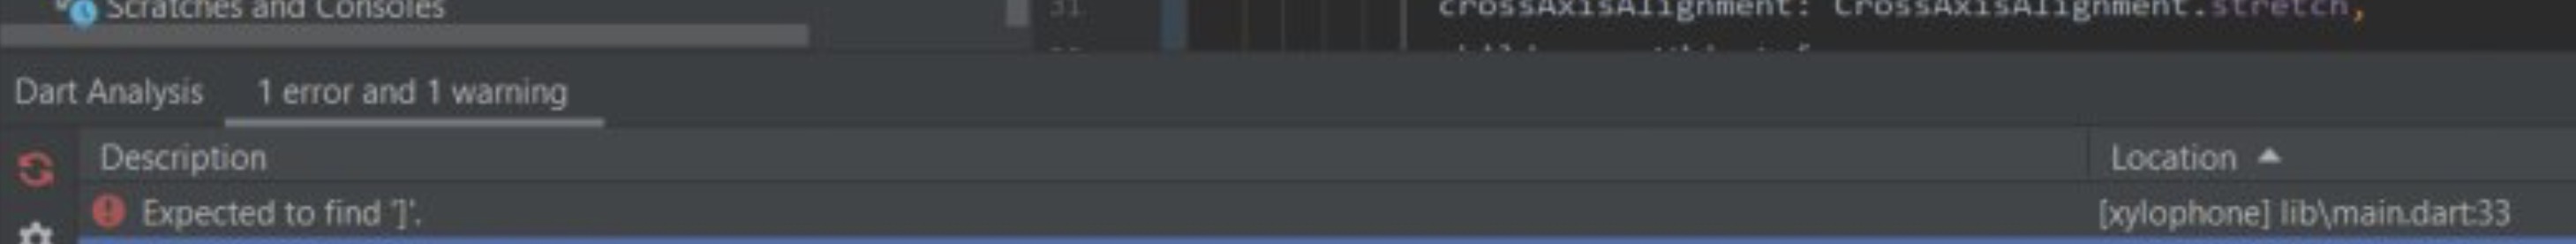 Scratches and Consoles
31 crossAxisAlignment: CrossAxisAlignment.stretch,
Dart Analysis 1 error and 1 warning
Description Location
Expected to find ']'. [xylophone] lib\main.dart:33